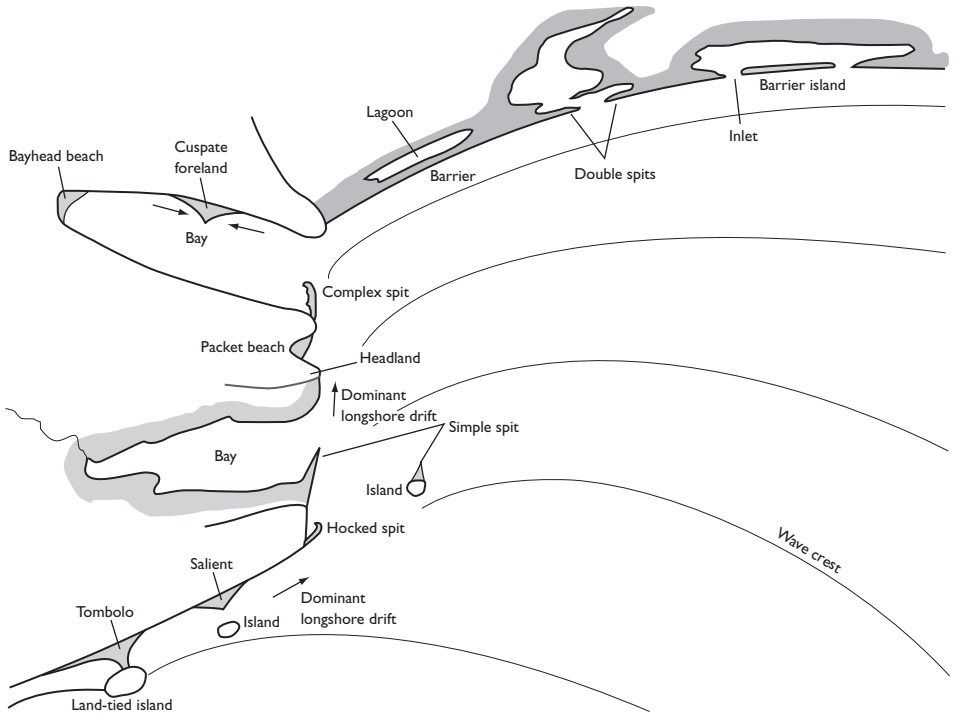 Lagoon
Barrier island
Inlet
Double spits
Barrier
Bayhead beach
Cuspate
foreland
Bay
Complex spit
Packet beach
Headland
Dominant
longshore drift
Simple spit
Bay
Island
Hocked spit
Wave crest
Salient
Dominant
longshore drift
Tombolo
Island
Land-tied island